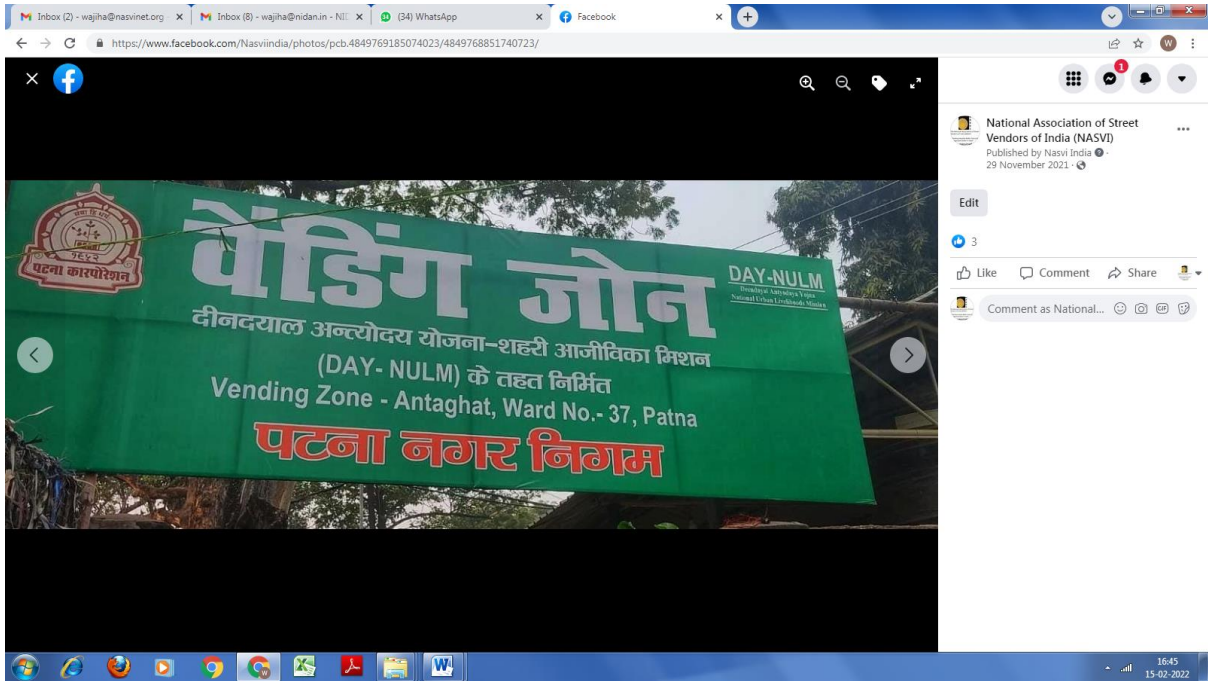 Inbox (2) - wajiha@nasvinet.org -
Inbox (8) - wajiha@nidan.in - NID
(34) WhatsApp
Facebook
https://www.facebook.com/Nasviindia/photos/pcb.4849769185074023/4849768851740723/
W
1
National Association of Street
Vendors of India (NASVI)
Published by Nasvi India
29 November 2021
Edit
3
Like Comment Share
Comment as National...
GIF
पटना कारपोरेशन
वेंडिंग जोन
DAY-NULM
Deendayal Antyodaya Yojna
National Urban Livelihoods Mission
दीनदयाल अन्त्योदय योजना-शहरी आजीविका मिशन
(DAY- NULM) के तहत निर्मित
Vending Zone - Antaghat, Ward No.- 37, Patna
पटना नगर निगम
16:45
15-02-2022